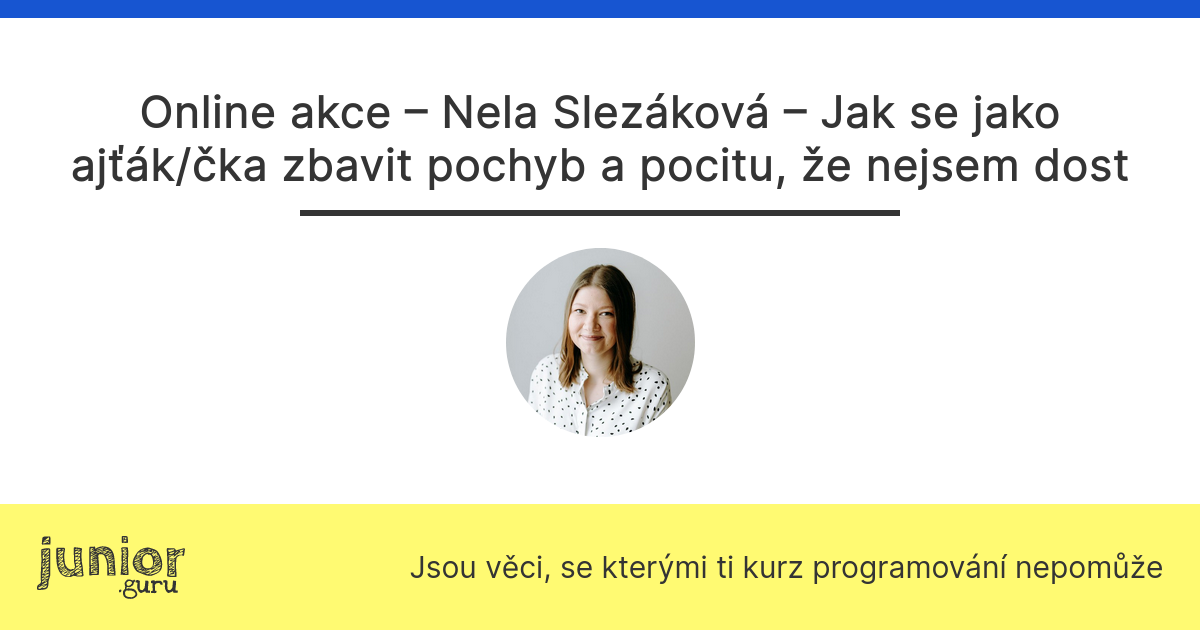 Online akce – Nela Slezáková – Jak se jako
ajťák/čka zbavit pochyb a pocitu, že nejsem dost
junior
.guru
Jsou věci, se kterými ti kurz programování nepomůže